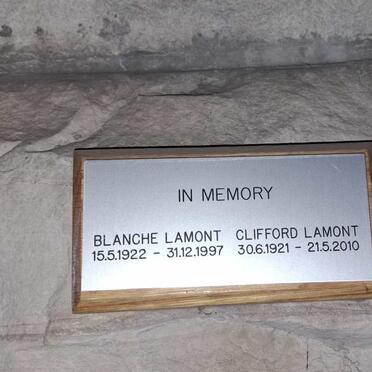 IN MEMORY
BLANCHE LAMONT CLIFFORD LAMONT
15.5.1922 - 31.12.1997 30.6.1921 - 21.5.2010